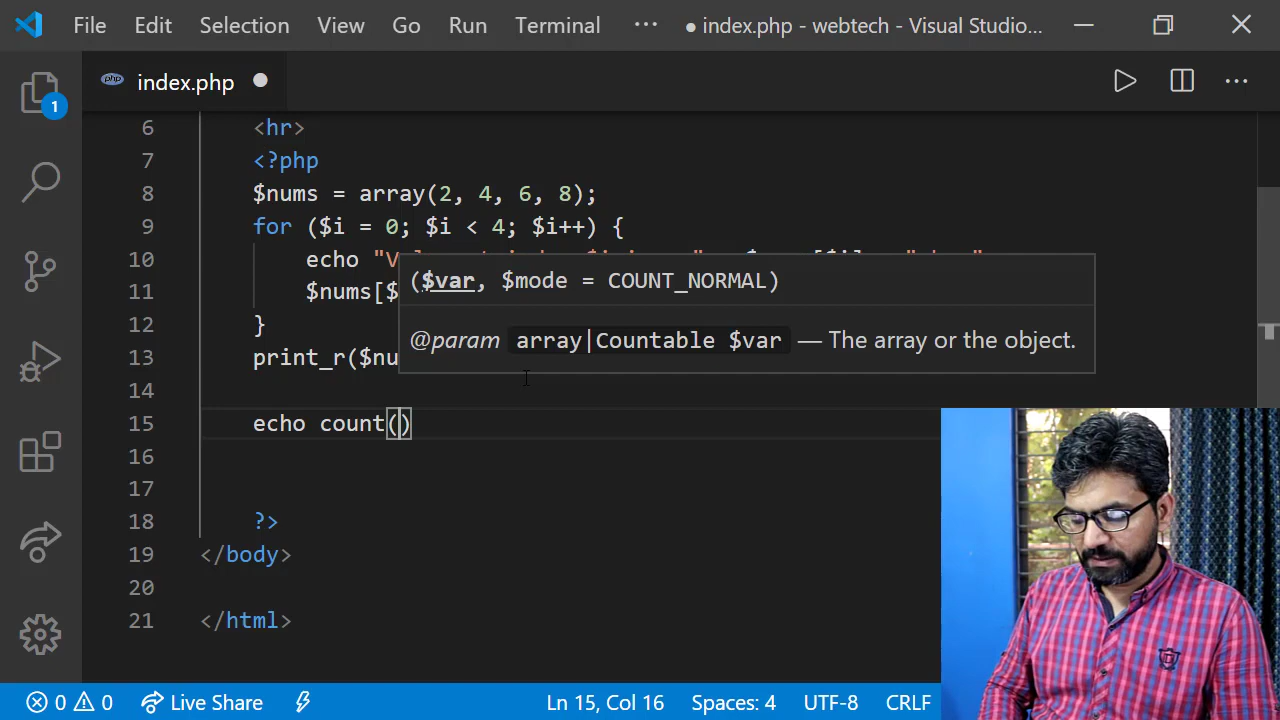 File Edit Selection View Go Run Terminal ··· ● index.php - webtech - Visual Studio...
php index.php
6 <hr>
7 <?php
8 $nums = array(2, 4, 6, 8);
9 for ($i = 0; $i < 4; $i++) {
10 echo
11 $nums[$
12 }
13 print_r($nu
14
15 echo count()
16
17
18 ?>
19 </body>
20
21 </html>
($var, $mode = COUNT_NORMAL)
@param array|Countable $var — The array or the object.
1
0 0 Live Share Ln 15, Col 16 Spaces: 4 UTF-8 CRLF